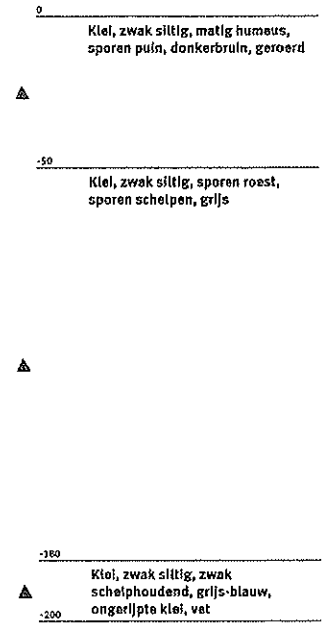 0
Klei, zwak siltig, matig humeus,
sporen puin, donkerbruin, geroerd
-50
Klei, zwak siltig, sporen roest,
sporen schelpen, grijs
-180
Klei, zwak siltig, zwak
schelphoudend, grijs-blauw,
ongerijpte klei, vet
-200